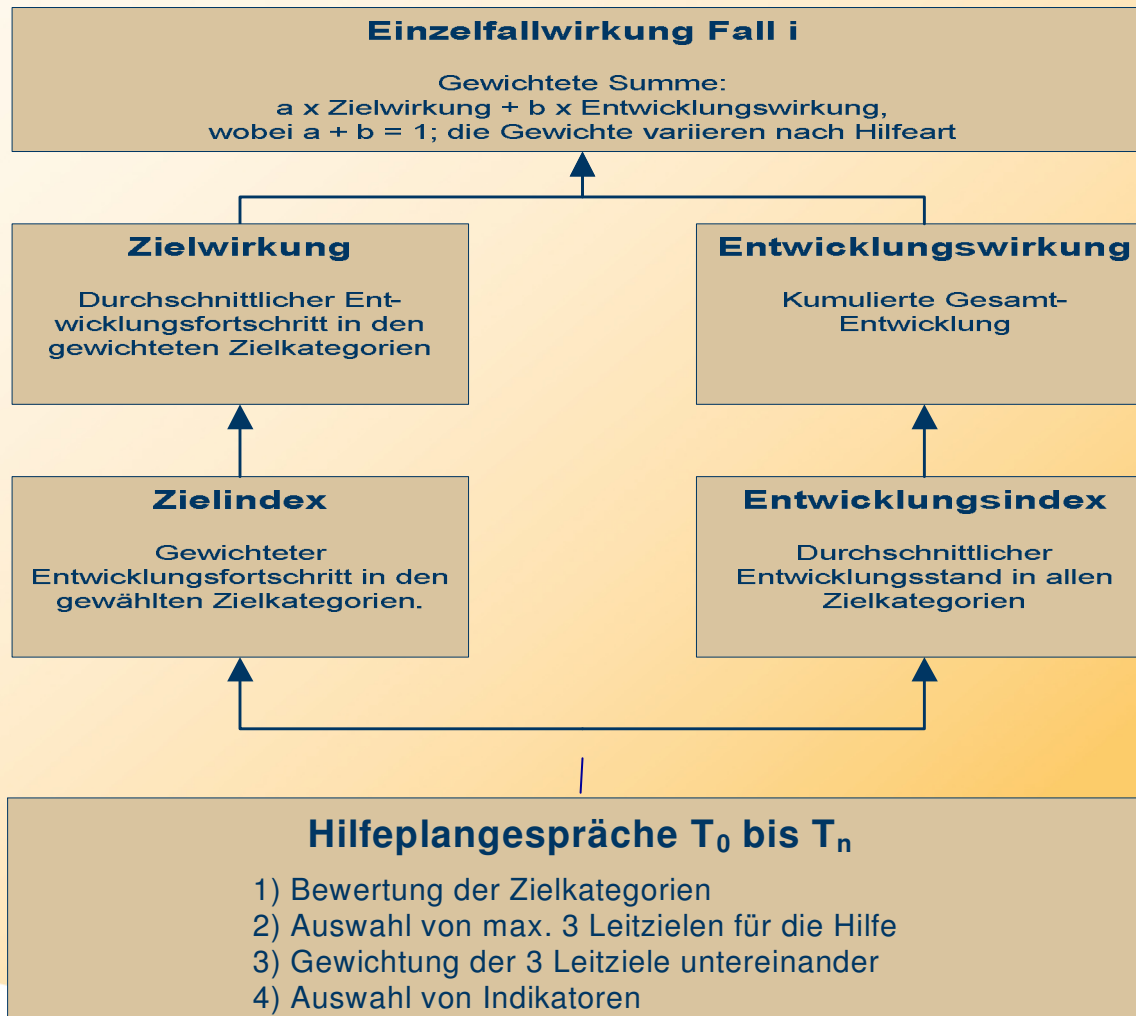 Einzelfallwirkung Fall i
Gewichtete Summe:
a x Zielwirkung + b x Entwicklungswirkung,
wobei a + b = 1; die Gewichte variieren nach Hilfeart
Zielwirkung
Durchschnittlicher Ent-
wicklungsfortschritt in den
gewichteten Zielkategorien
Entwicklungswirkung
Kumulierte Gesamt-
Entwicklung
Zielindex
Gewichteter
Entwicklungsfortschritt in den
gewählten Zielkategorien.
Entwicklungsindex
Durchschnittlicher
Entwicklungsstand in allen
Zielkategorien
Hilfeplangespräche T₀ bis Tₙ
1) Bewertung der Zielkategorien
2) Auswahl von max. 3 Leitzielen für die Hilfe
3) Gewichtung der 3 Leitziele untereinander
4) Auswahl von Indikatoren